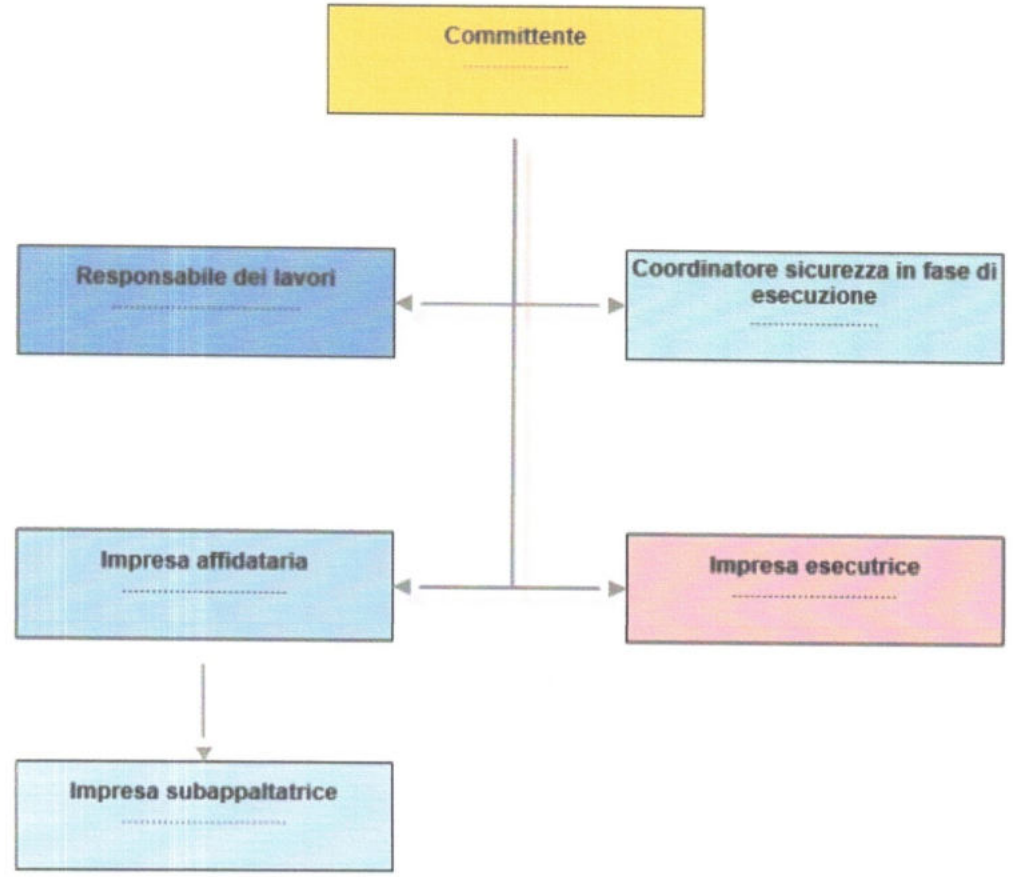 Committente
....................
Responsabile dei lavori
....................................
Coordinatore sicurezza in fase di
esecuzione
.........................
Impresa affidataria
................................
Impresa esecutrice
................................
Impresa subappaltatrice
................................